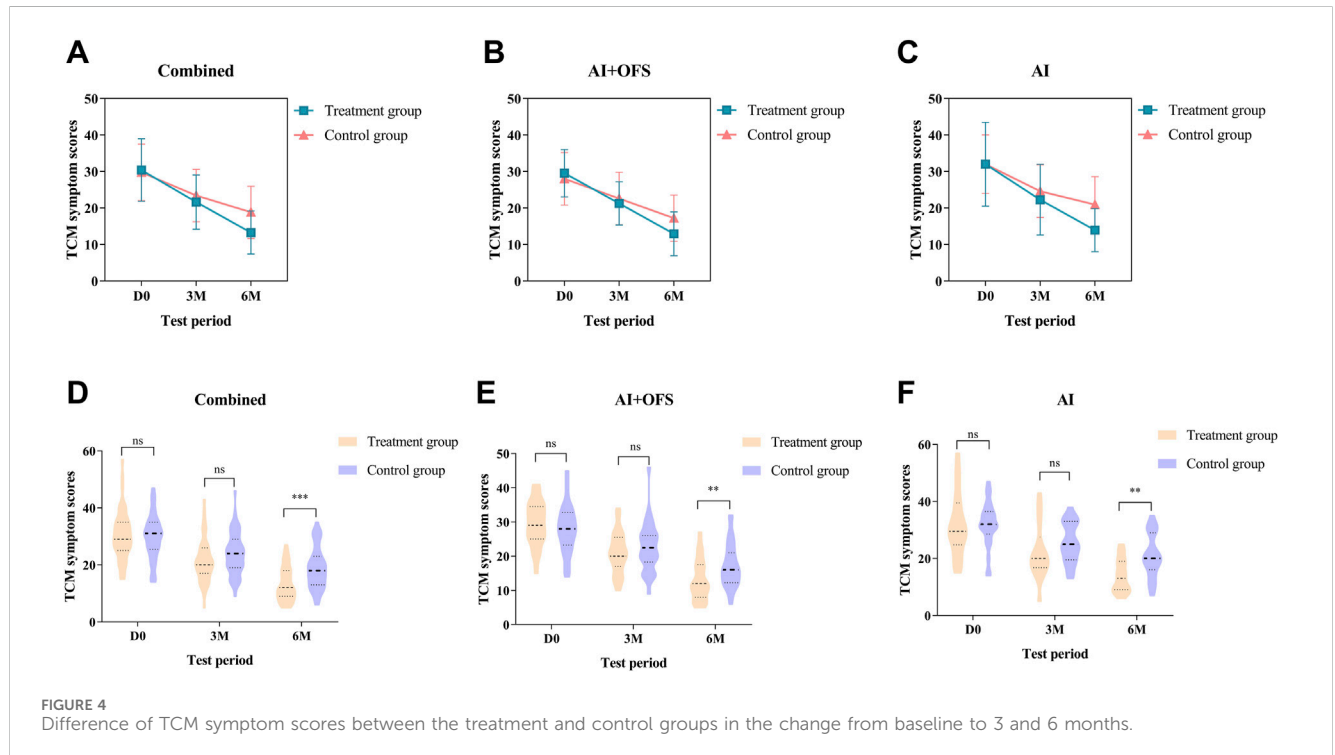 A
Combined
TCM symptom scores
50
40
30
20
10
0
D0 3M 6M
Test period
Treatment group
Control group
B
AI+OFS
TCM symptom scores
50
40
30
20
10
0
D0 3M 6M
Test period
Treatment group
Control group
C
AI
TCM symptom scores
50
40
30
20
10
0
D0 3M 6M
Test period
Treatment group
Control group
D
Combined
TCM symptom scores
60
40
20
0
ns
ns
***
D0 3M 6M
Test period
Treatment group
Control group
E
AI+OFS
TCM symptom scores
50
40
30
20
10
0
ns
ns
**
D0 3M 6M
Test period
Treatment group
Control group
F
AI
TCM symptom scores
60
40
20
0
ns
ns
**
D0 3M 6M
Test period
Treatment group
Control group
FIGURE 4
Difference of TCM symptom scores between the treatment and control groups in the change from baseline to 3 and 6 months.